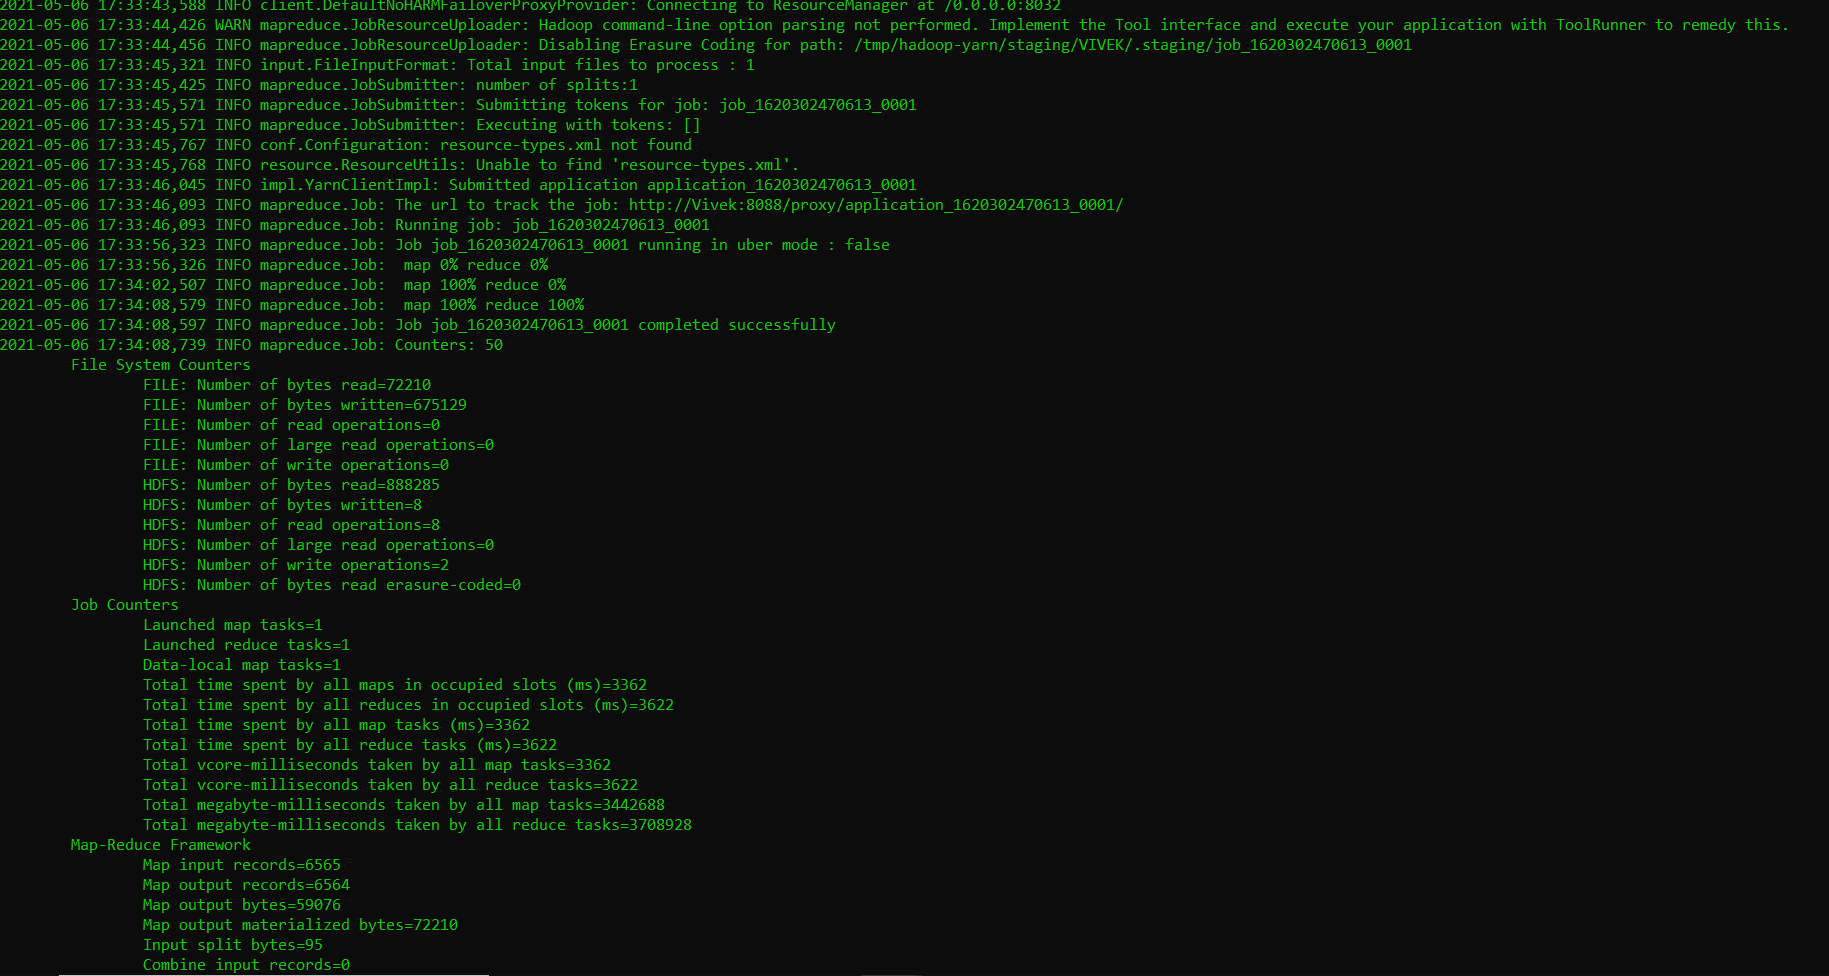 2021-05-06 17:33:43,588 INFO client.DefaultNoHARMFailoverProxyProvider: Connecting to ResourceManager at /0.0.0.0:8032
2021-05-06 17:33:44,426 WARN mapreduce.JobResourceUploader: Hadoop command-line option parsing not performed. Implement the Tool interface and execute your application with ToolRunner to remedy this.
2021-05-06 17:33:44,456 INFO mapreduce.JobResourceUploader: Disabling Erasure Coding for path: /tmp/hadoop-yarn/staging/VIVEK/.staging/job_1620302470613_0001
2021-05-06 17:33:45,321 INFO input.FileInputFormat: Total input files to process : 1
2021-05-06 17:33:45,425 INFO mapreduce.JobSubmitter: number of splits:1
2021-05-06 17:33:45,571 INFO mapreduce.JobSubmitter: Submitting tokens for job: job_1620302470613_0001
2021-05-06 17:33:45,571 INFO mapreduce.JobSubmitter: Executing with tokens: []
2021-05-06 17:33:45,767 INFO conf.Configuration: resource-types.xml not found
2021-05-06 17:33:45,768 INFO resource.ResourceUtils: Unable to find 'resource-types.xml'.
2021-05-06 17:33:46,045 INFO impl.YarnClientImpl: Submitted application application_1620302470613_0001
2021-05-06 17:33:46,093 INFO mapreduce.Job: The url to track the job: http://Vivek:8088/proxy/application_1620302470613_0001/
2021-05-06 17:33:46,093 INFO mapreduce.Job: Running job: job_1620302470613_0001
2021-05-06 17:33:56,323 INFO mapreduce.Job: Job job_1620302470613_0001 running in uber mode : false
2021-05-06 17:33:56,326 INFO mapreduce.Job:  map 0% reduce 0%
2021-05-06 17:34:02,507 INFO mapreduce.Job:  map 100% reduce 0%
2021-05-06 17:34:08,579 INFO mapreduce.Job:  map 100% reduce 100%
2021-05-06 17:34:08,597 INFO mapreduce.Job: Job job_1620302470613_0001 completed successfully
2021-05-06 17:34:08,739 INFO mapreduce.Job: Counters: 50
File System Counters
FILE: Number of bytes read=72210
FILE: Number of bytes written=675129
FILE: Number of read operations=0
FILE: Number of large read operations=0
FILE: Number of write operations=0
HDFS: Number of bytes read=888285
HDFS: Number of bytes written=8
HDFS: Number of read operations=8
HDFS: Number of large read operations=0
HDFS: Number of write operations=2
HDFS: Number of bytes read erasure-coded=0
Job Counters
Launched map tasks=1
Launched reduce tasks=1
Data-local map tasks=1
Total time spent by all maps in occupied slots (ms)=3362
Total time spent by all reduces in occupied slots (ms)=3622
Total time spent by all map tasks (ms)=3362
Total time spent by all reduce tasks (ms)=3622
Total vcore-milliseconds taken by all map tasks=3362
Total vcore-milliseconds taken by all reduce tasks=3622
Total megabyte-milliseconds taken by all map tasks=3442688
Total megabyte-milliseconds taken by all reduce tasks=3708928
Map-Reduce Framework
Map input records=6565
Map output records=6564
Map output bytes=59076
Map output materialized bytes=72210
Input split bytes=95
Combine input records=0